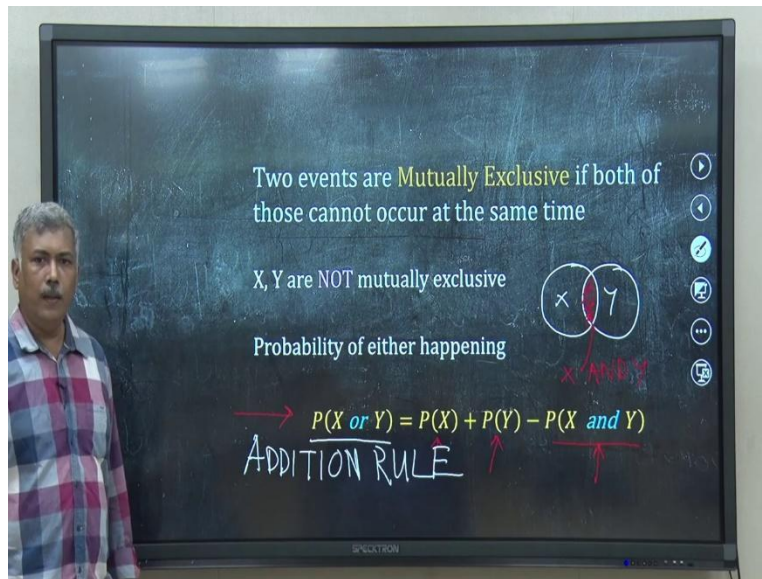 Two events are Mutually Exclusive if both of
those cannot occur at the same time
X, Y are NOT mutually exclusive
X Y
Probability of either happening
X AND Y
P(X or Y) = P(X) + P(Y) − P(X and Y)
ADDITION RULE
SPECKTRON